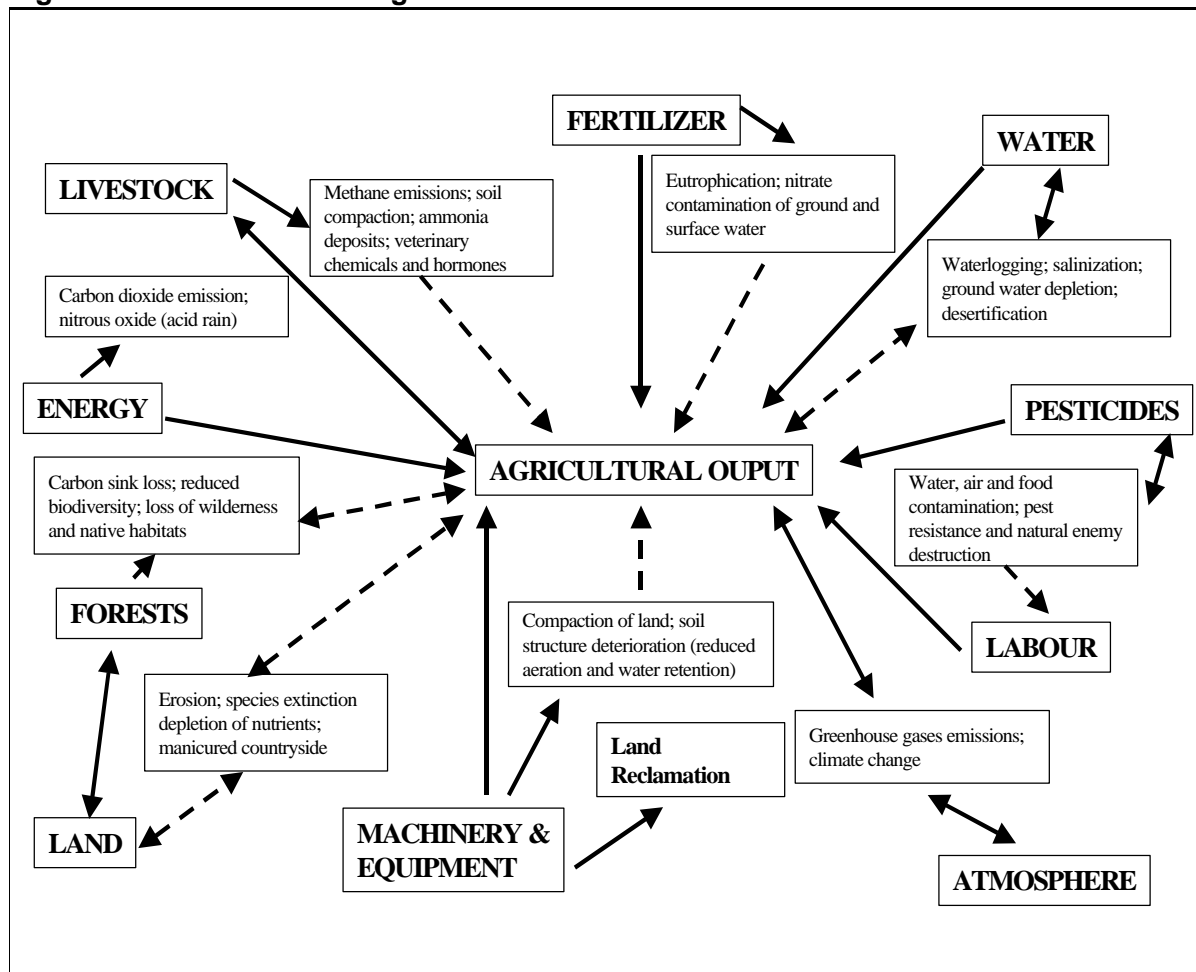 FERTILIZER
WATER
LIVESTOCK
Methane emissions; soil
compaction; ammonia
deposits; veterinary
chemicals and hormones
Eutrophication; nitrate
contamination of ground and
surface water
Waterlogging; salinization;
ground water depletion;
desertification
Carbon dioxide emission;
nitrous oxide (acid rain)
ENERGY
PESTICIDES
AGRICULTURAL OUPUT
Carbon sink loss; reduced
biodiversity; loss of wilderness
and native habitats
Water, air and food
contamination; pest
resistance and natural enemy
destruction
FORESTS
Compaction of land; soil
structure deterioration (reduced
aeration and water retention)
LABOUR
Erosion; species extinction
depletion of nutrients;
manicured countryside
Land
Reclamation
Greenhouse gases emissions;
climate change
LAND
MACHINERY &
EQUIPMENT
ATMOSPHERE